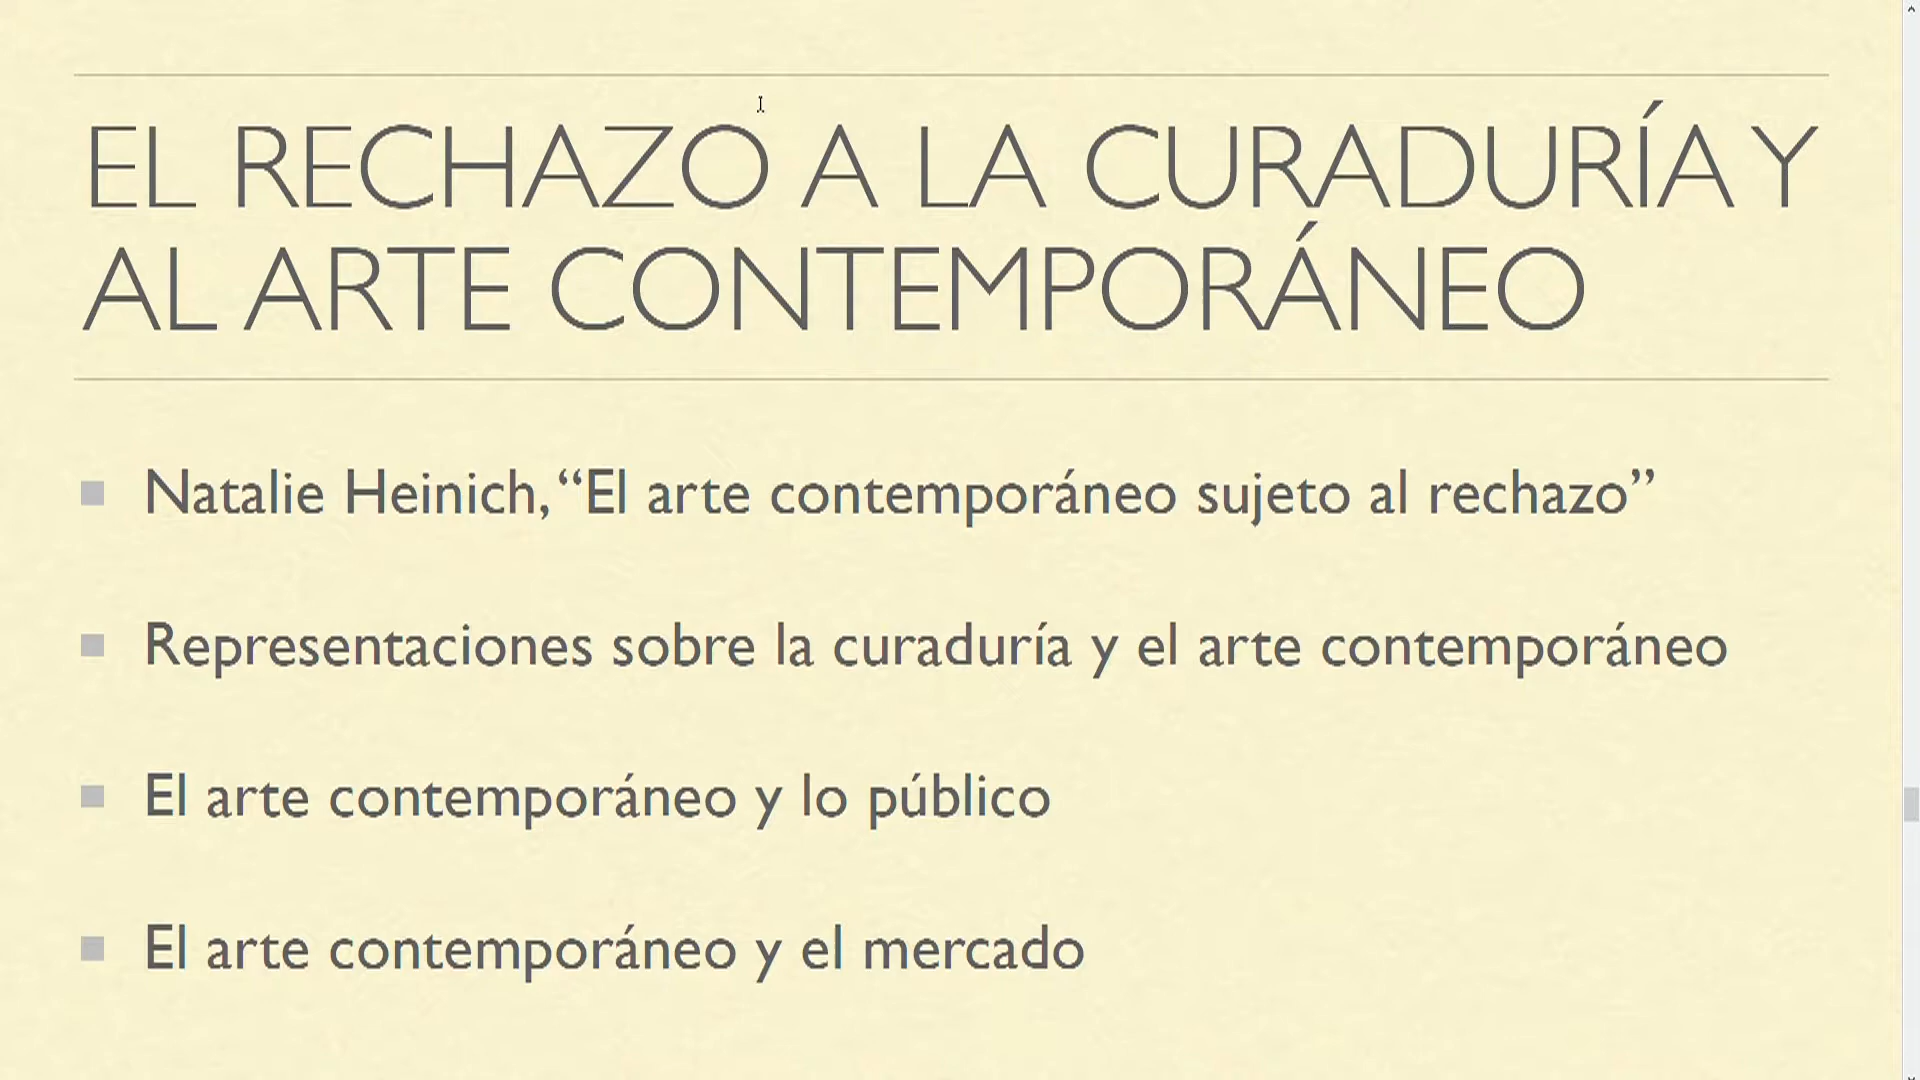 EL RECHAZO A LA CURADURÍA Y
AL ARTE CONTEMPORÁNEO
Natalie Heinich, “El arte contemporáneo sujeto al rechazo”
Representaciones sobre la curaduría y el arte contemporáneo
El arte contemporáneo y lo público
El arte contemporáneo y el mercado